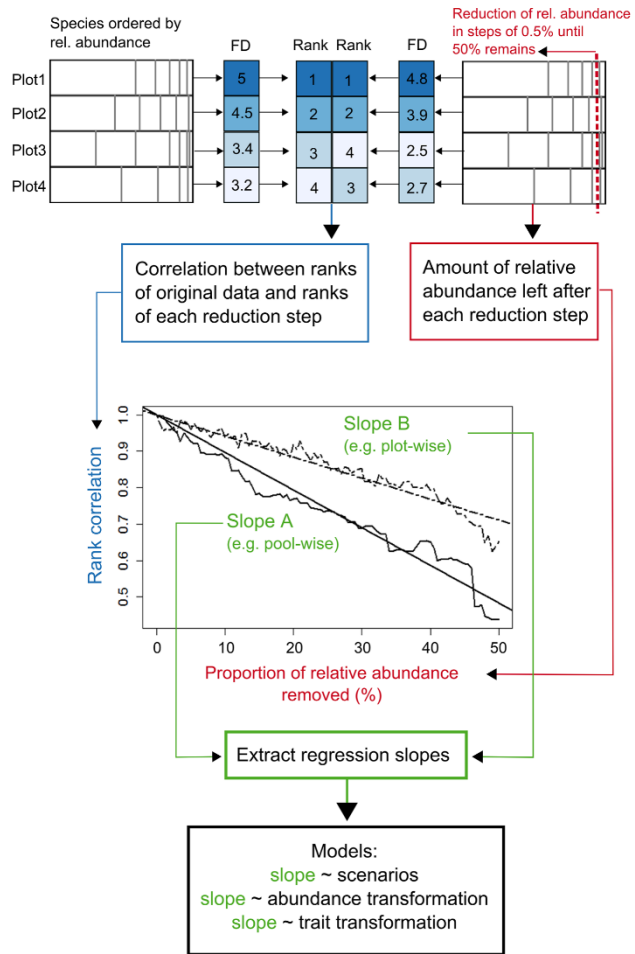 Species ordered by
rel. abundance
Reduction of rel. abundance
in steps of 0.5% until
50% remains
FD
Rank
Rank
FD
Plot1
5
1
1
4.8
Plot2
4.5
2
2
3.9
Plot3
3.4
3
4
2.5
Plot4
3.2
4
3
2.7
Correlation between ranks
of original data and ranks
of each reduction step
Amount of relative
abundance left after
each reduction step
Rank correlation
1.0
0.9
0.8
0.7
0.6
0.5
Slope B
(e.g. plot-wise)
Slope A
(e.g. pool-wise)
0
10
20
30
40
50
Proportion of relative abundance
removed (%)
Extract regression slopes
Models:
slope ~ scenarios
slope ~ abundance transformation
slope ~ trait transformation